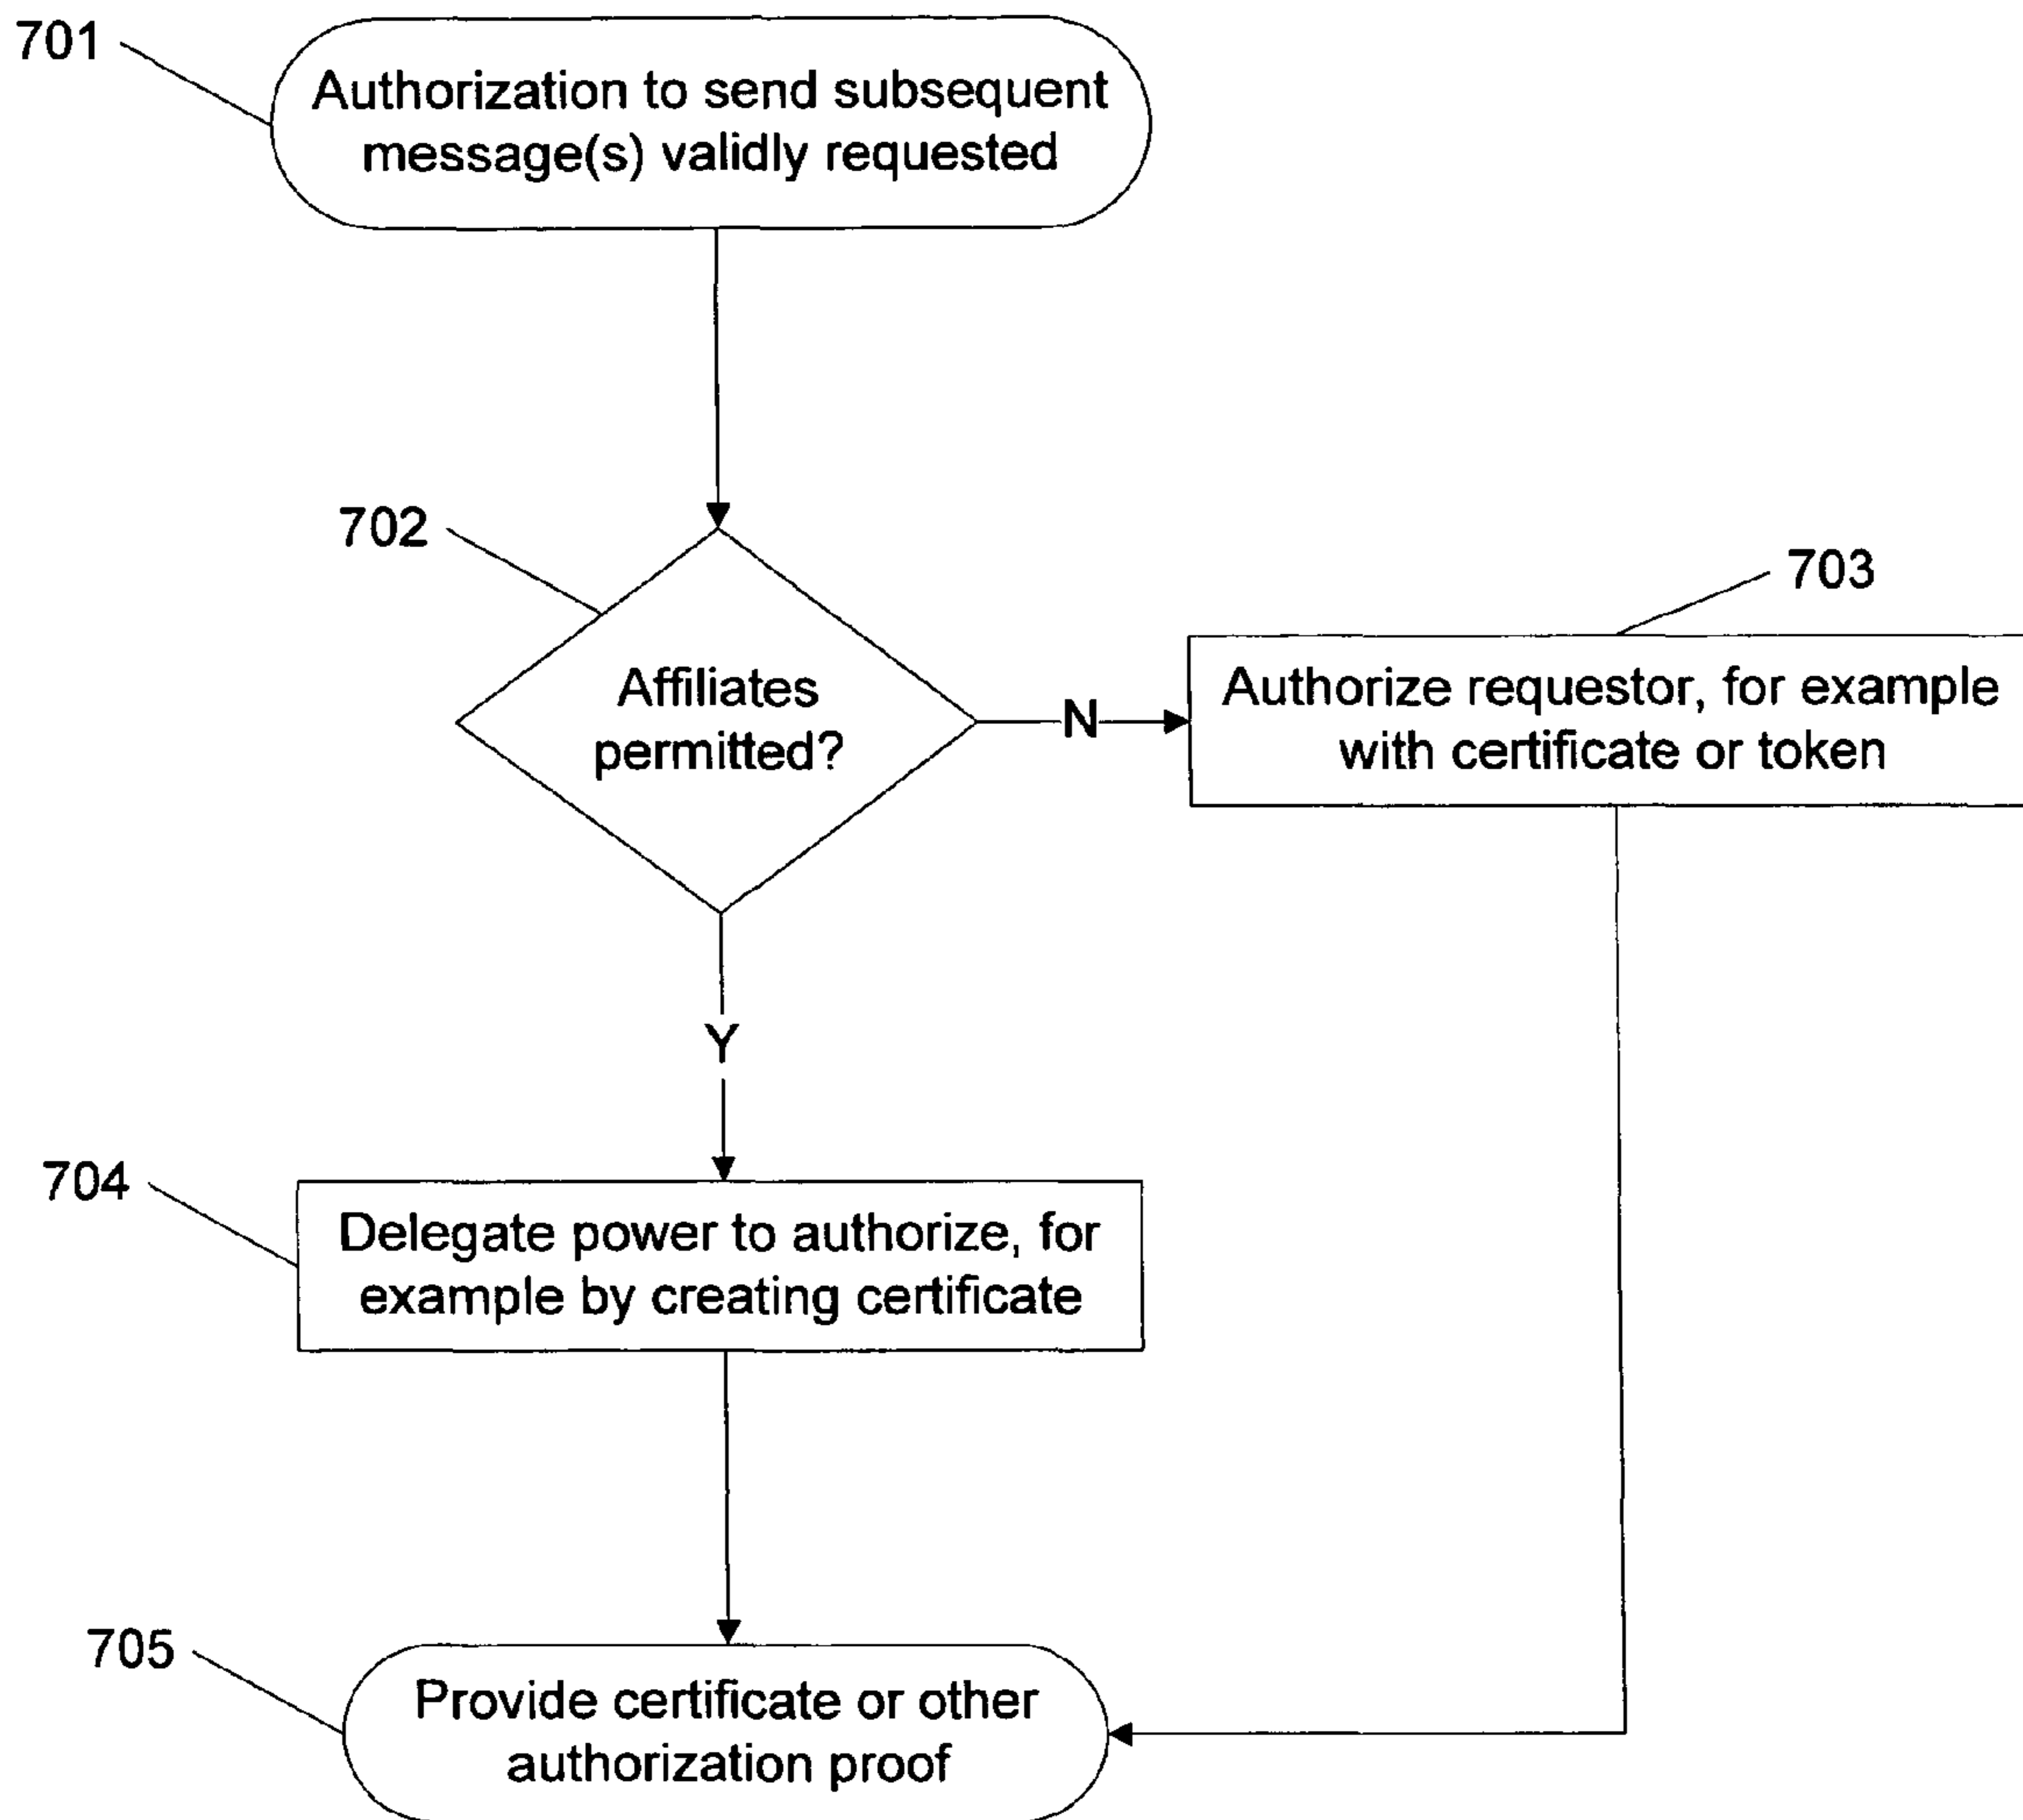 701
Authorization to send subsequent
message(s) validly requested
702
Affiliates
permitted?
N
703
Authorize requestor, for example
with certificate or token
Y
704
Delegate power to authorize, for
example by creating certificate
705
Provide certificate or other
authorization proof